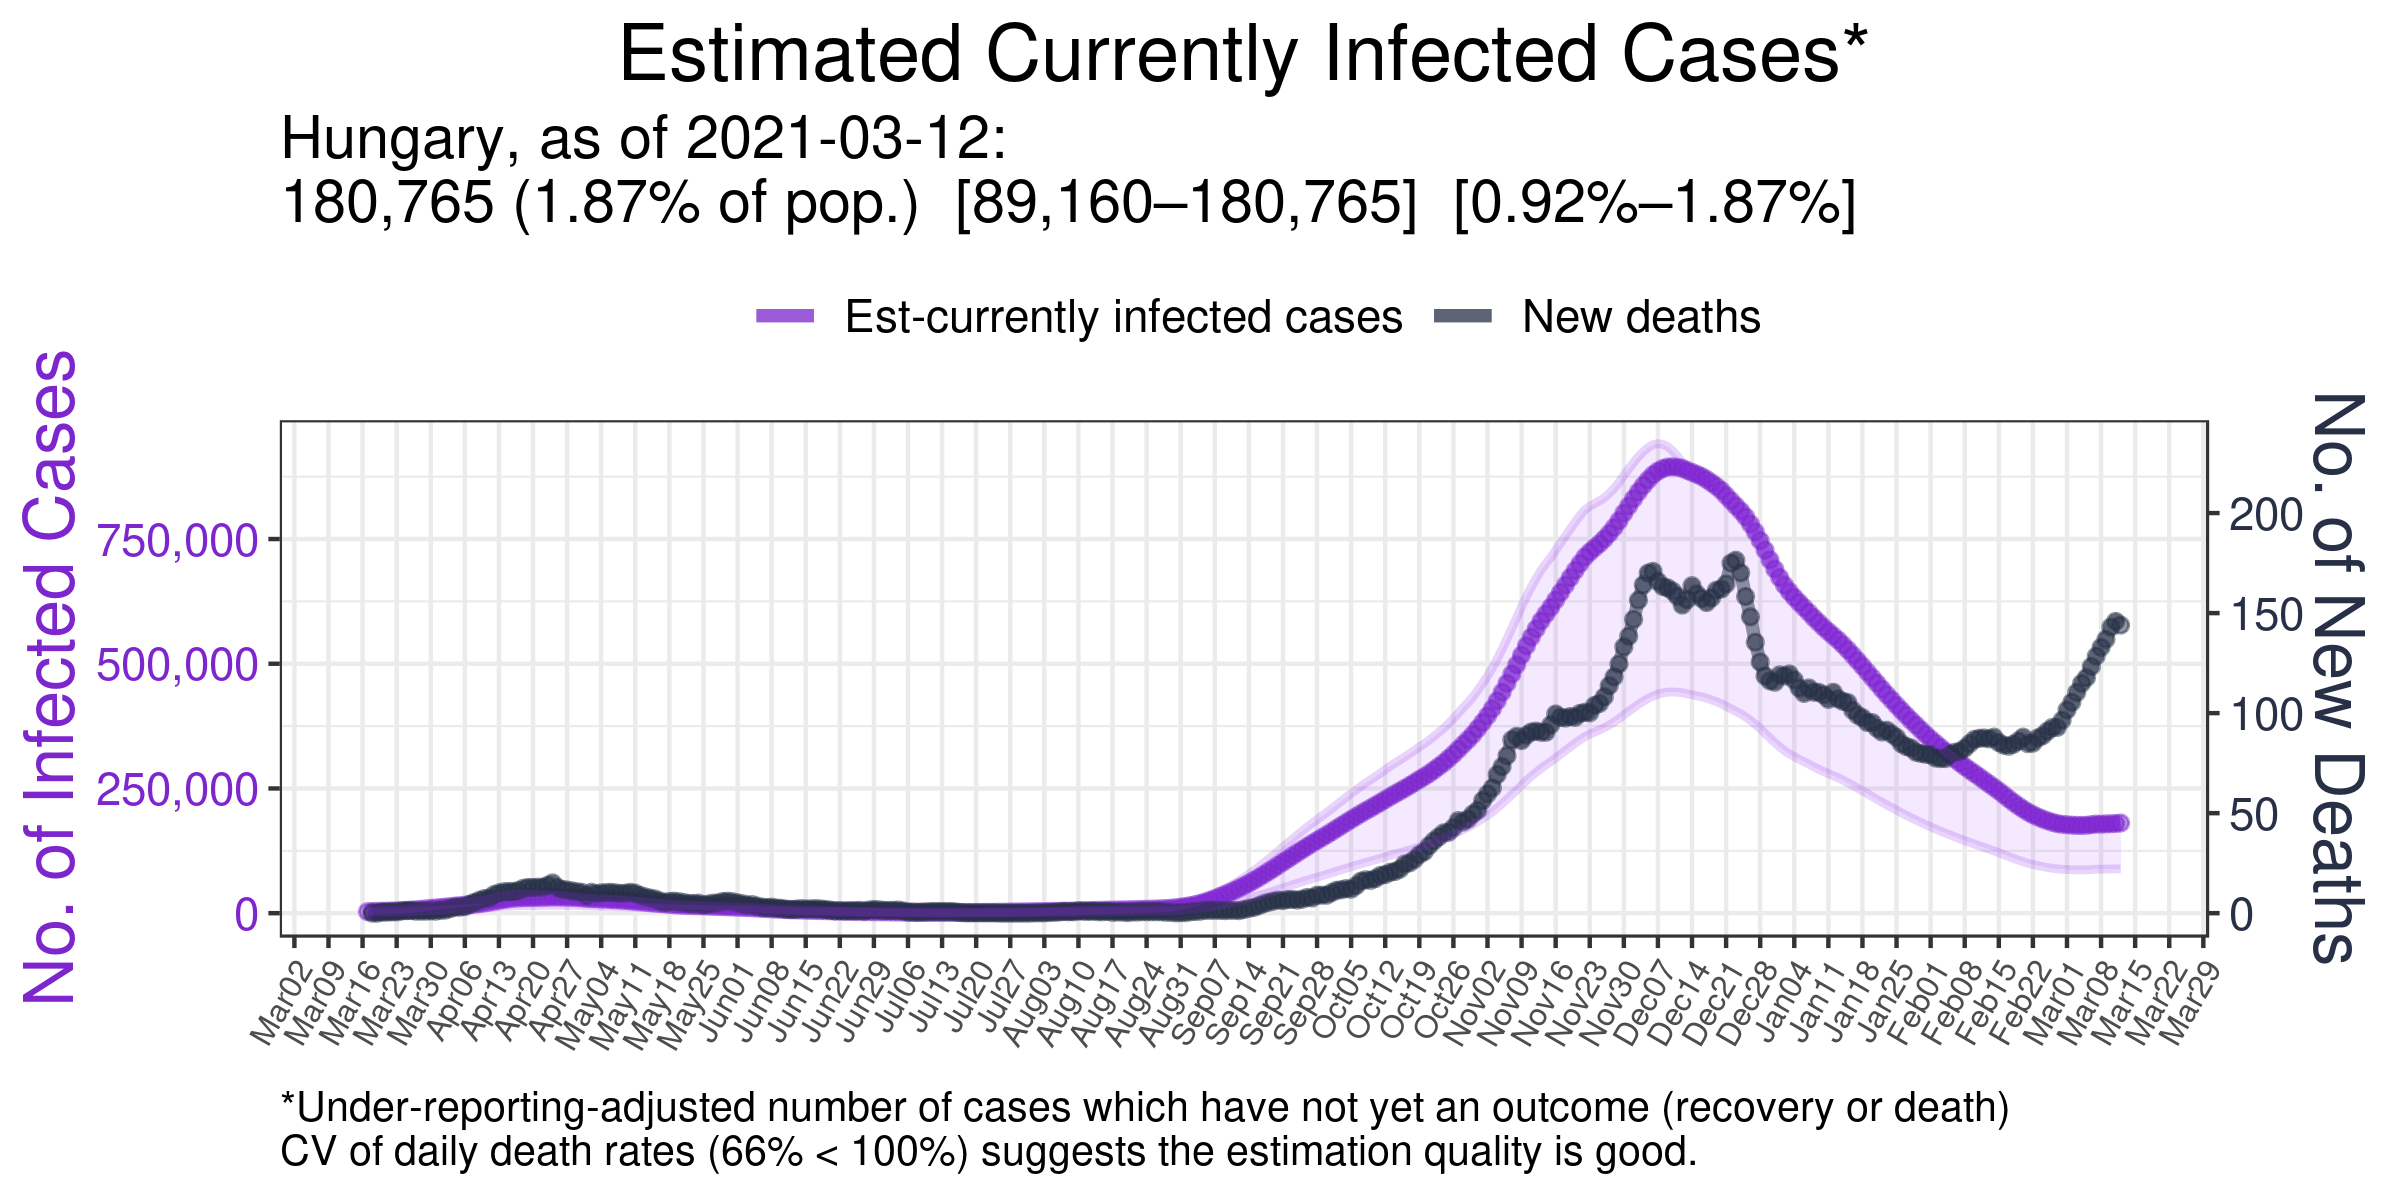 Estimated Currently Infected Cases*
Hungary, as of 2021-03-12:
180,765 (1.87% of pop.)  [89,160–180,765]  [0.92%–1.87%]
Est-currently infected cases
New deaths
No. of Infected Cases
750,000
500,000
250,000
0
200
150
100
50
0
No. of New Deaths
Mar02
Mar09
Mar16
Mar23
Mar30
Apr06
Apr13
Apr20
Apr27
May04
May11
May18
May25
Jun01
Jun08
Jun15
Jun22
Jun29
Jul06
Jul13
Jul20
Jul27
Aug03
Aug10
Aug17
Aug24
Aug31
Sep07
Sep14
Sep21
Sep28
Oct05
Oct12
Oct19
Oct26
Nov02
Nov09
Nov16
Nov23
Nov30
Dec07
Dec14
Dec21
Dec28
Jan04
Jan11
Jan18
Jan25
Feb01
Feb08
Feb15
Feb22
Mar01
Mar08
Mar15
Mar22
Mar29
*Under-reporting-adjusted number of cases which have not yet an outcome (recovery or death)
CV of daily death rates (66% < 100%) suggests the estimation quality is good.